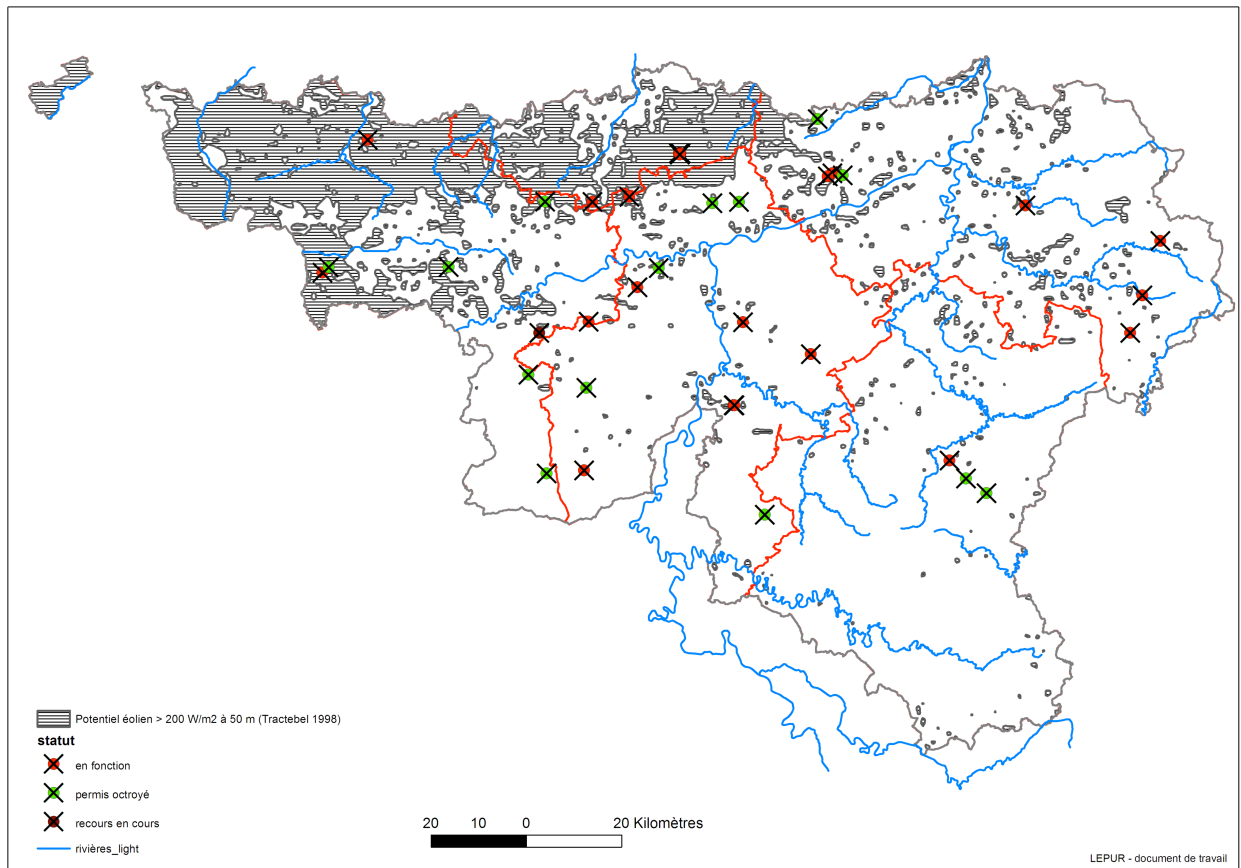 Potentiel éolien > 200 W/m2 à 50 m (Tractebel 1998)
statut
en fonction
permis octroyé
recours en cours
rivières_light
20 10 0 20 Kilomètres
LEPUR - document de travail